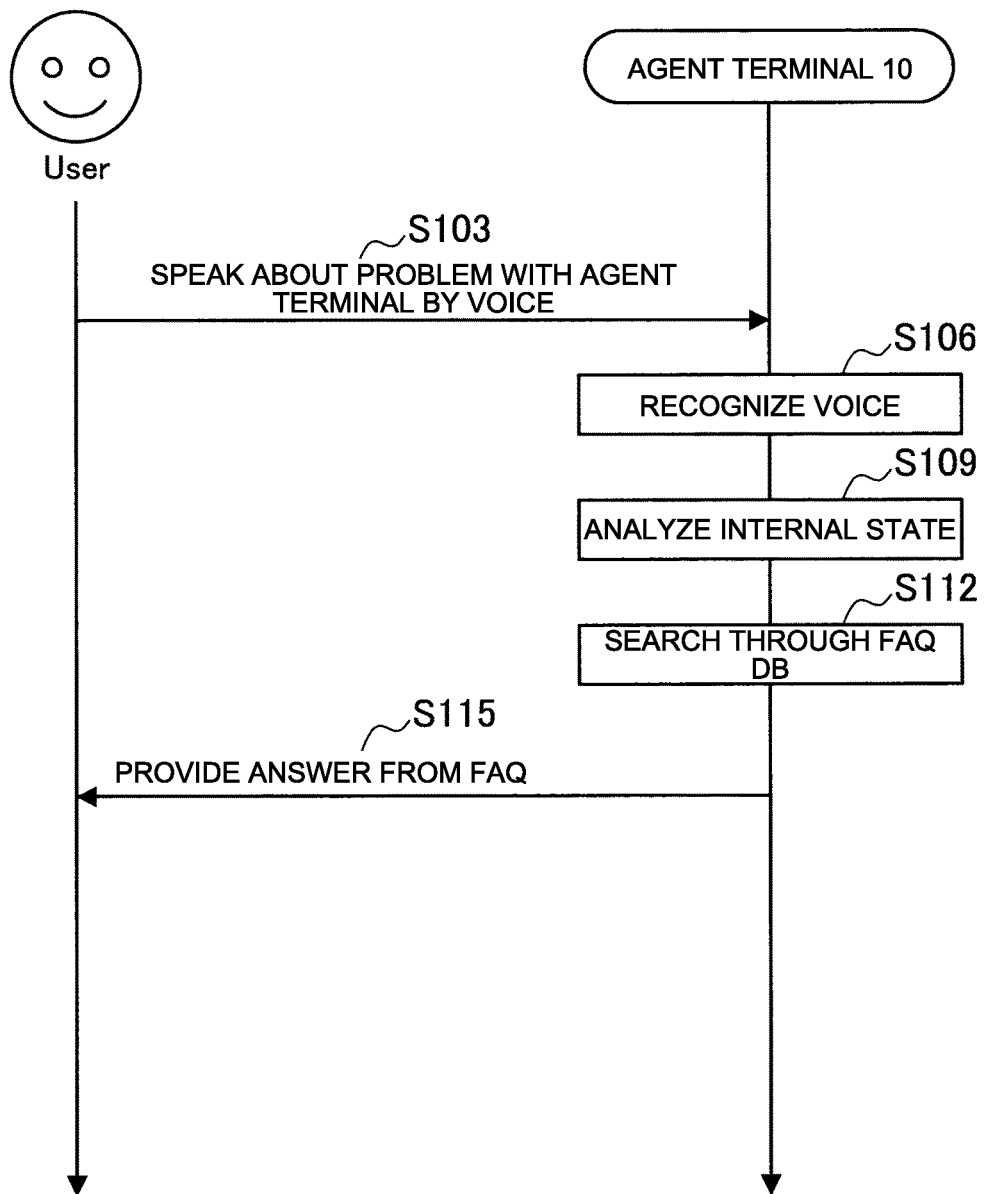 AGENT TERMINAL 10
User
S103
SPEAK ABOUT PROBLEM WITH AGENT
TERMINAL BY VOICE
S106
RECOGNIZE VOICE
S109
ANALYZE INTERNAL STATE
S112
SEARCH THROUGH FAQ
DB
S115
PROVIDE ANSWER FROM FAQ